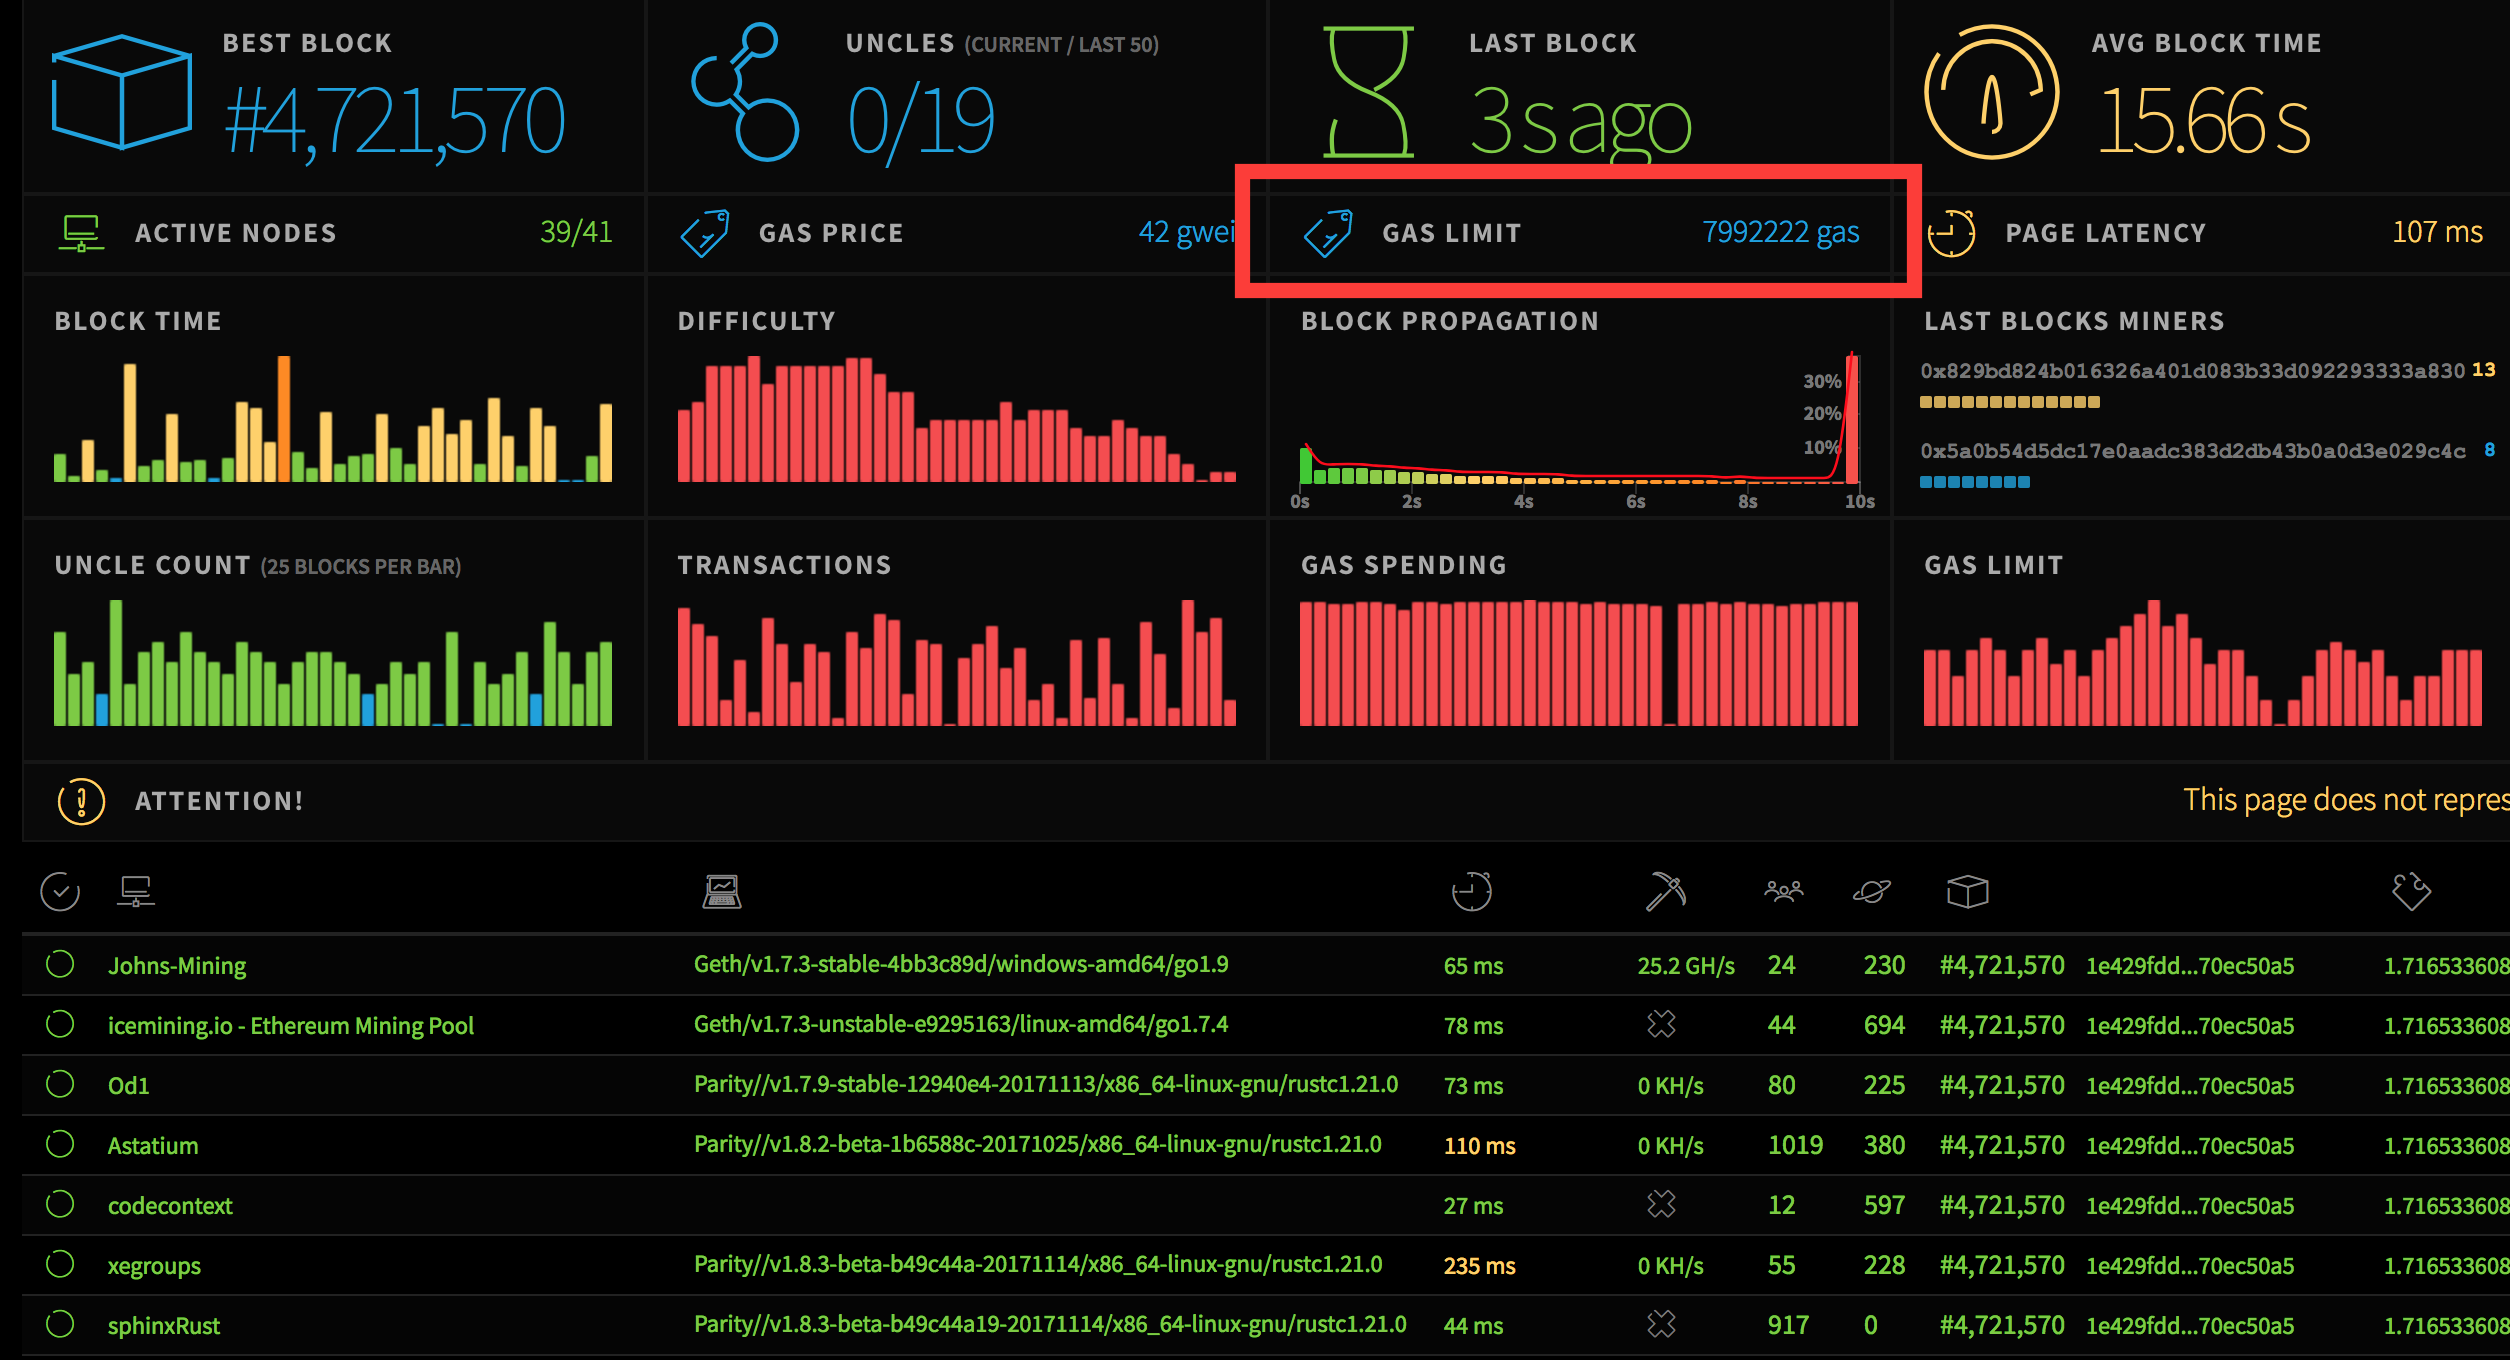 BEST BLOCK
#4,721,570
UNCLES (CURRENT / LAST 50)
0/19
LAST BLOCK
3 s ago
AVG BLOCK TIME
15.66 s
ACTIVE NODES 39/41
GAS PRICE 42 gwei
GAS LIMIT 7992222 gas
PAGE LATENCY 107 ms
BLOCK TIME
DIFFICULTY
BLOCK PROPAGATION
30%
20%
10%
0s 2s 4s 6s 8s 10s
LAST BLOCKS MINERS
0x829bd824b016326a401d083b33d092293333a830 13
0x5a0b54d5dc17e0aadc383d2db43b0a0d3e029c4c 8
UNCLE COUNT (25 BLOCKS PER BAR)
TRANSACTIONS
GAS SPENDING
GAS LIMIT
ATTENTION! This page does not repres
Johns-Mining Geth/v1.7.3-stable-4bb3c89d/windows-amd64/go1.9 65 ms 25.2 GH/s 24 230 #4,721,570 1e429fdd...70ec50a5 1.716533608
icemining.io - Ethereum Mining Pool Geth/v1.7.3-unstable-e9295163/linux-amd64/go1.7.4 78 ms 44 694 #4,721,570 1e429fdd...70ec50a5 1.716533608
Od1 Parity//v1.7.9-stable-12940e4-20171113/x86_64-linux-gnu/rustc1.21.0 73 ms 0 KH/s 80 225 #4,721,570 1e429fdd...70ec50a5 1.716533608
Astatium Parity//v1.8.2-beta-1b6588c-20171025/x86_64-linux-gnu/rustc1.21.0 110 ms 0 KH/s 1019 380 #4,721,570 1e429fdd...70ec50a5 1.716533608
codecontext 27 ms 12 597 #4,721,570 1e429fdd...70ec50a5 1.716533608
xegroups Parity//v1.8.3-beta-b49c44a-20171114/x86_64-linux-gnu/rustc1.21.0 235 ms 0 KH/s 55 228 #4,721,570 1e429fdd...70ec50a5 1.716533608
sphinxRust Parity//v1.8.3-beta-b49c44a19-20171114/x86_64-linux-gnu/rustc1.21.0 44 ms 917 0 #4,721,570 1e429fdd...70ec50a5 1.716533608